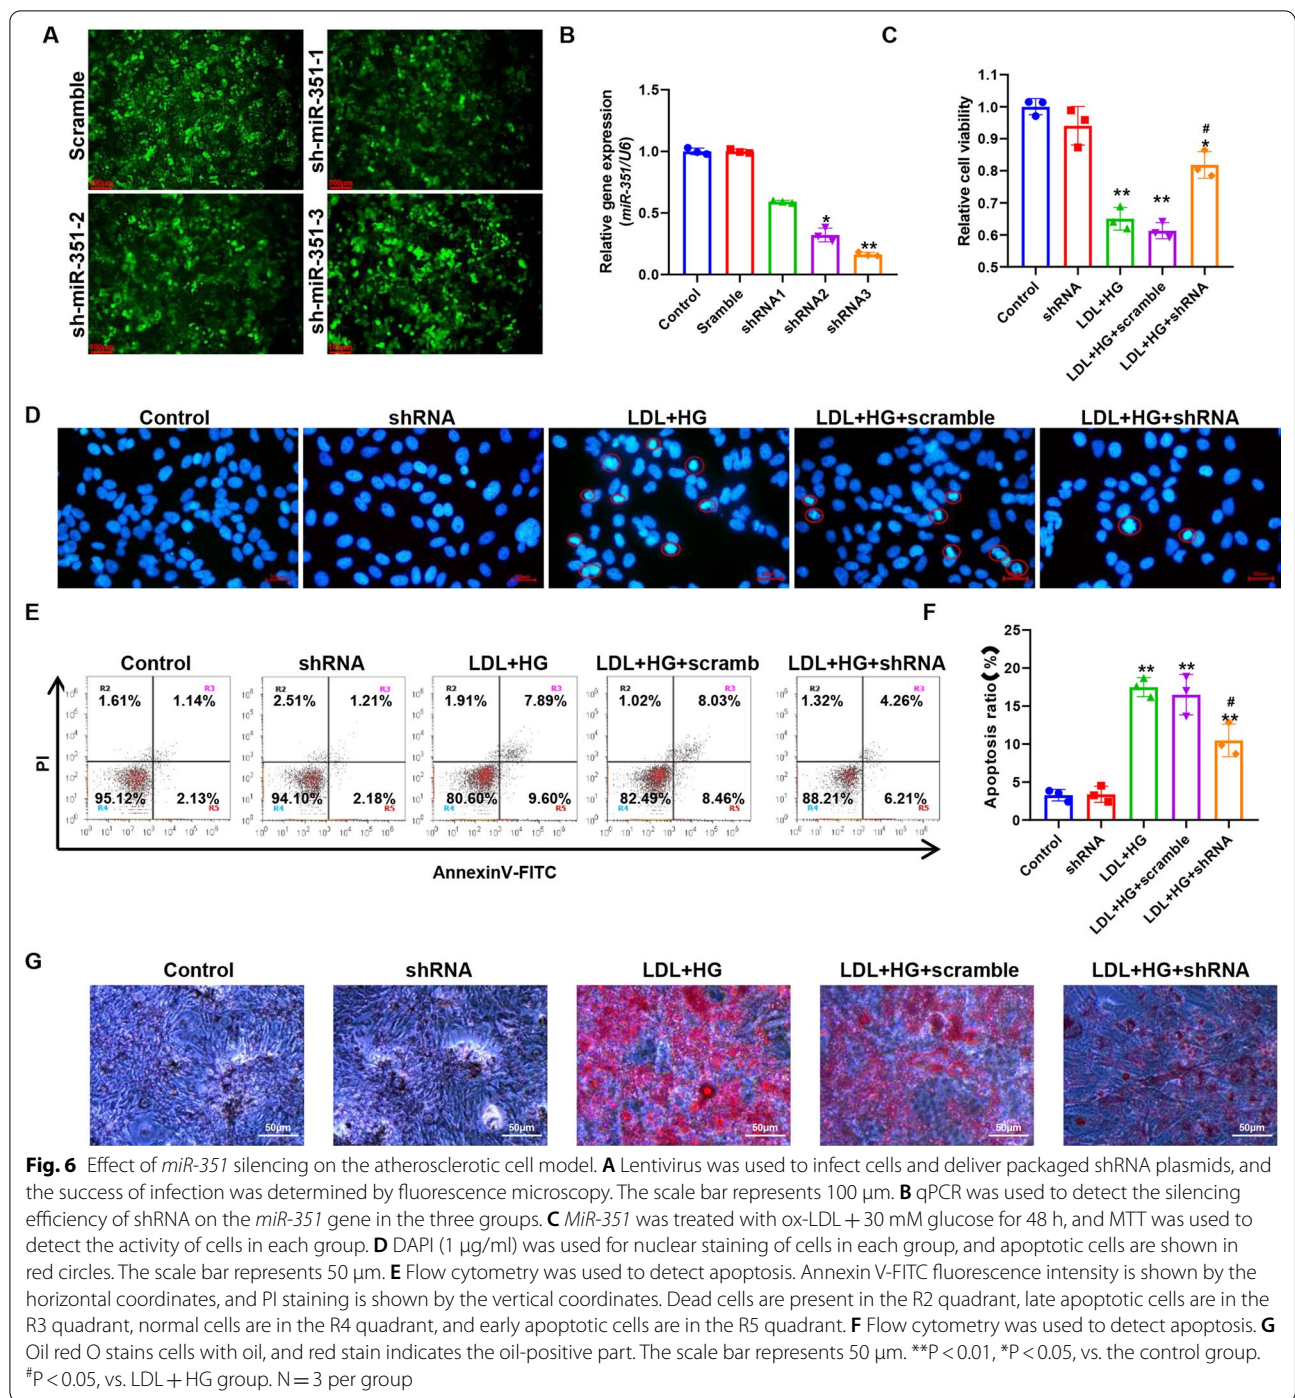 A
Scramble
sh-miR-351-1
sh-miR-351-2
sh-miR-351-3
100μm
100μm
100μm
100μm
B
Relative gene expression
(miR-351/U6)
1.5
1.0
0.5
0.0
*
**
Control
Sramble
shRNA1
shRNA2
shRNA3
C
Relative cell viability
1.1
1.0
0.9
0.8
0.7
0.6
0.5
**
**
#
*
Control
shRNA
LDL+HG
LDL+HG+scramble
LDL+HG+shRNA
D
Control
shRNA
LDL+HG
LDL+HG+scramble
LDL+HG+shRNA
E
Control
shRNA
LDL+HG
LDL+HG+scramb
LDL+HG+shRNA
PI
R2 R3
1.61% 1.14%
95.12% 2.13%
R4 R5
R2 R3
2.51% 1.21%
94.10% 2.18%
R4 R5
R2 R3
1.91% 7.89%
80.60% 9.60%
R4 R5
R2 R3
1.02% 8.03%
82.49% 8.46%
R4 R5
R2 R3
1.32% 4.26%
88.21% 6.21%
R4 R5
AnnexinV-FITC
F
Apoptosis ratio(%)
25
20
15
10
5
0
**
**
#
**
Control
shRNA
LDL+HG
LDL+HG+scramble
LDL+HG+shRNA
G
Control
shRNA
LDL+HG
LDL+HG+scramble
LDL+HG+shRNA
50μm
50μm
50μm
50μm
50μm
Fig. 6 Effect of miR-351 silencing on the atherosclerotic cell model. A Lentivirus was used to infect cells and deliver packaged shRNA plasmids, and
the success of infection was determined by fluorescence microscopy. The scale bar represents 100 μm. B qPCR was used to detect the silencing
efficiency of shRNA on the miR-351 gene in the three groups. C MiR-351 was treated with ox-LDL + 30 mM glucose for 48 h, and MTT was used to
detect the activity of cells in each group. D DAPI (1 μg/ml) was used for nuclear staining of cells in each group, and apoptotic cells are shown in
red circles. The scale bar represents 50 μm. E Flow cytometry was used to detect apoptosis. Annexin V-FITC fluorescence intensity is shown by the
horizontal coordinates, and PI staining is shown by the vertical coordinates. Dead cells are present in the R2 quadrant, late apoptotic cells are in the
R3 quadrant, normal cells are in the R4 quadrant, and early apoptotic cells are in the R5 quadrant. F Flow cytometry was used to detect apoptosis. G
Oil red O stains cells with oil, and red stain indicates the oil-positive part. The scale bar represents 50 μm. **P < 0.01, *P < 0.05, vs. the control group.
#P < 0.05, vs. LDL + HG group. N = 3 per group